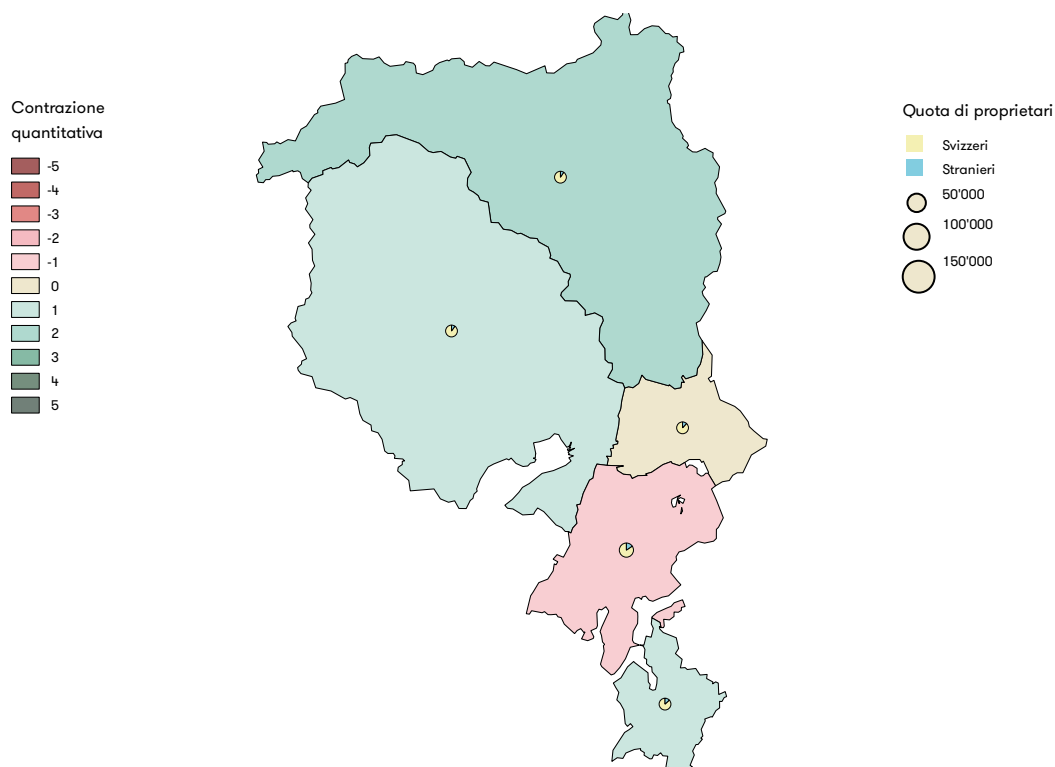 Contrazione
quantitativa
-5
-4
-3
-2
-1
0
1
2
3
4
5
Quota di proprietari
Svizzeri
Stranieri
50'000
100'000
150'000